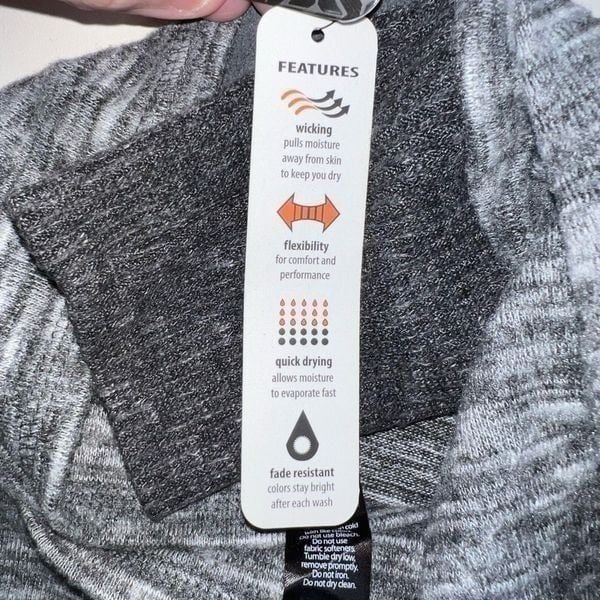 FEATURES
wicking
pulls moisture
away from skin
to keep you dry
flexibility
for comfort and
performance
quick drying
allows moisture
to evaporate fast
fade resistant
colors stay bright
after each wash
cold
Do not use bleach.
Do not use
fabric softeners.
Tumble dry low,
remove promptly.
Do not iron.
Do not dry clean.